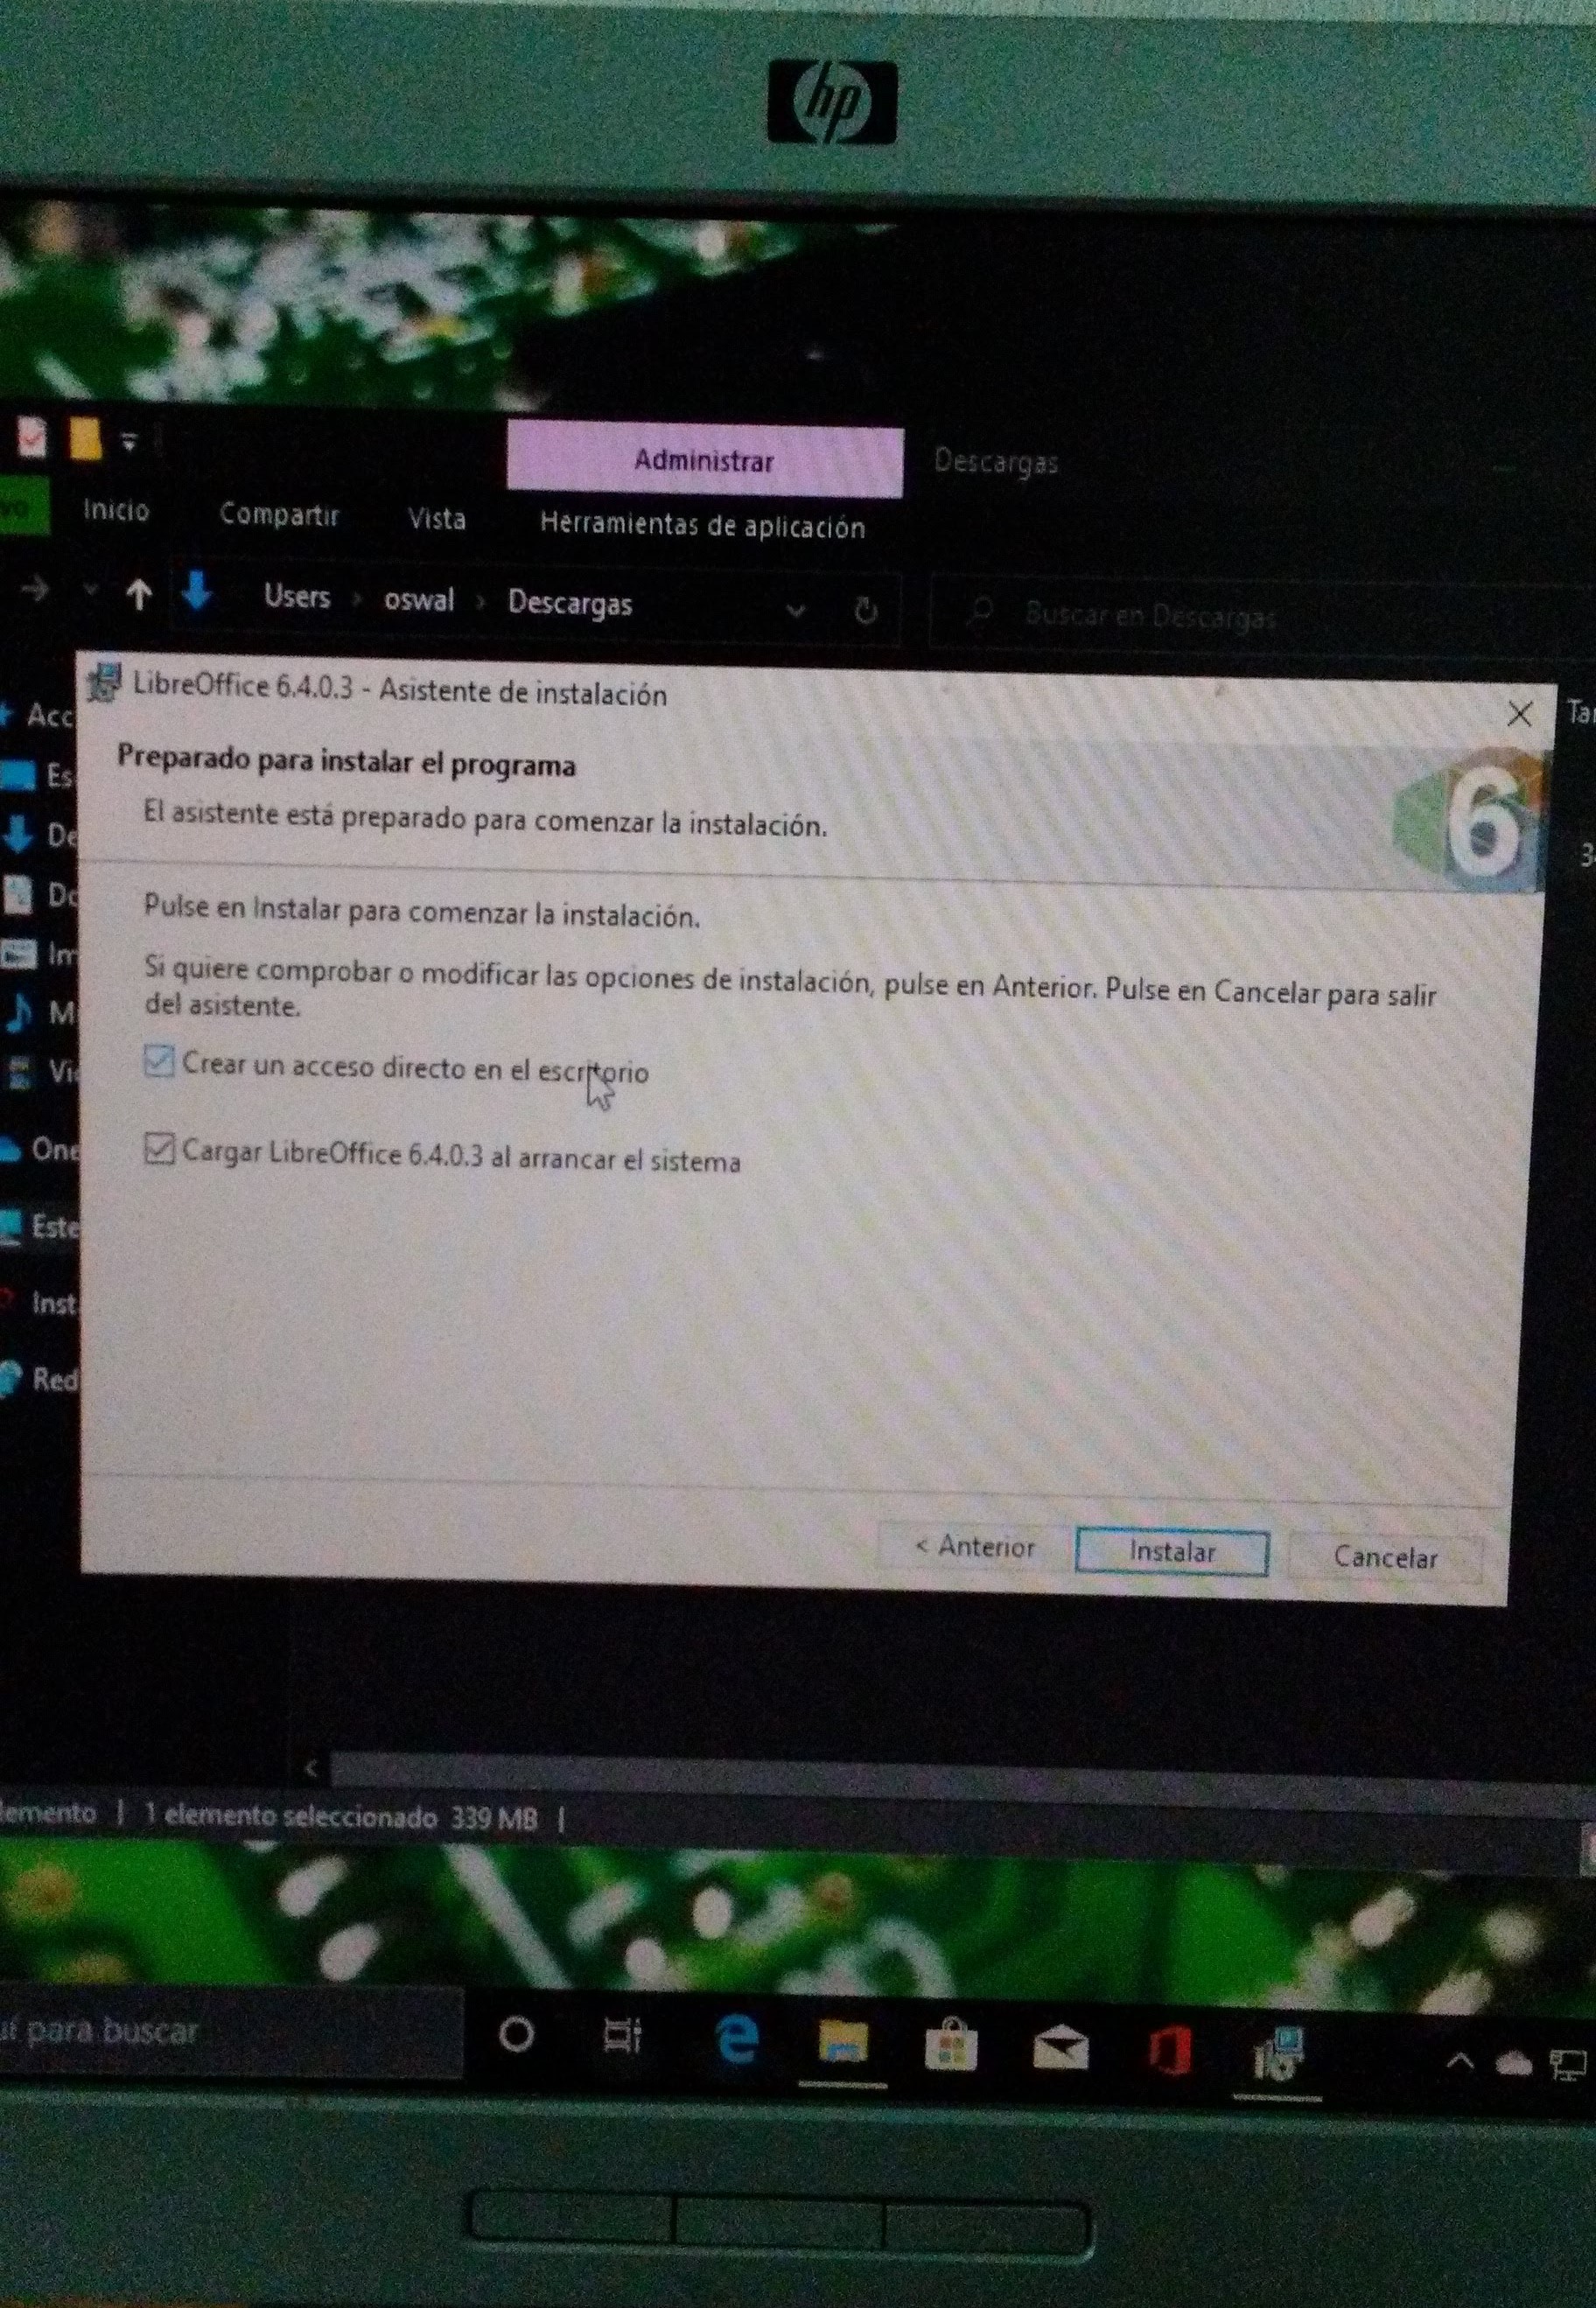 hp
Administrar
Descargas
Inicio
Compartir
Vista
Herramientas de aplicación
Users > oswal > Descargas
Buscar en Descargas
LibreOffice 6.4.0.3 - Asistente de instalación
Preparado para instalar el programa
El asistente está preparado para comenzar la instalación.
6
Pulse en Instalar para comenzar la instalación.
Si quiere comprobar o modificar las opciones de instalación, pulse en Anterior. Pulse en Cancelar para salir
del asistente.
Crear un acceso directo en el escritorio
Cargar LibreOffice 6.4.0.3 al arrancar el sistema
Acc
Es
De
Do
Im
M
One
Este
Inst
Red
< Anterior
Instalar
Cancelar
lemento | 1 elemento seleccionado 339 MB |
para buscar